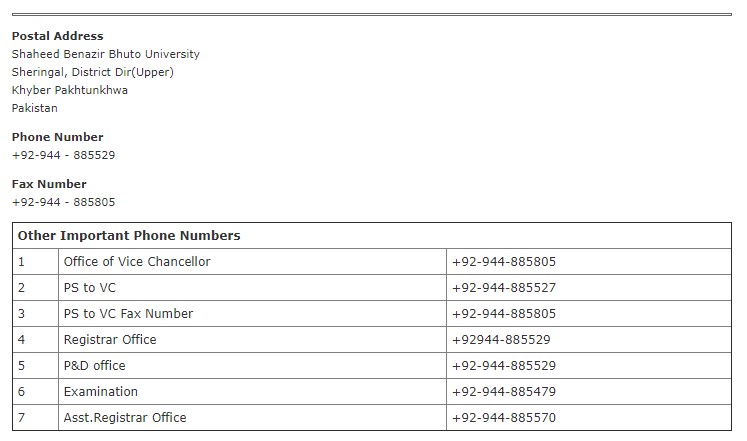 Postal Address
Shaheed Benazir Bhuto University
Sheringal, District Dir(Upper)
Khyber Pakhtunkhwa
Pakistan
Phone Number
+92-944 - 885529
Fax Number
+92-944 - 885805
Other Important Phone Numbers
1 Office of Vice Chancellor +92-944-885805
2 PS to VC +92-944-885527
3 PS to VC Fax Number +92-944-885805
4 Registrar Office +92944-885529
5 P&D office +92-944-885529
6 Examination +92-944-885479
7 Asst.Registrar Office +92-944-885570